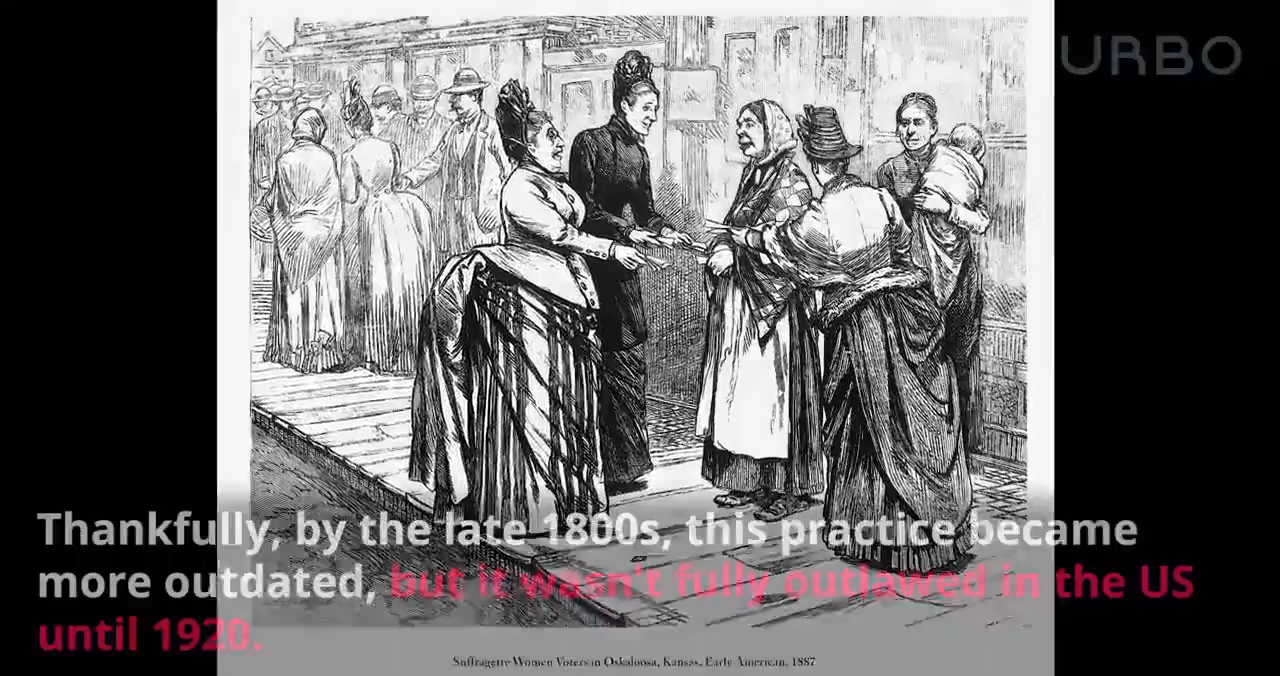 URBO
Thankfully, by the late 1800s, this practice became
more outdated, but it wasn't fully outlawed in the US
until 1920.
Suffragette Women Voters in Oskaloosa, Kansas, Early American, 1887